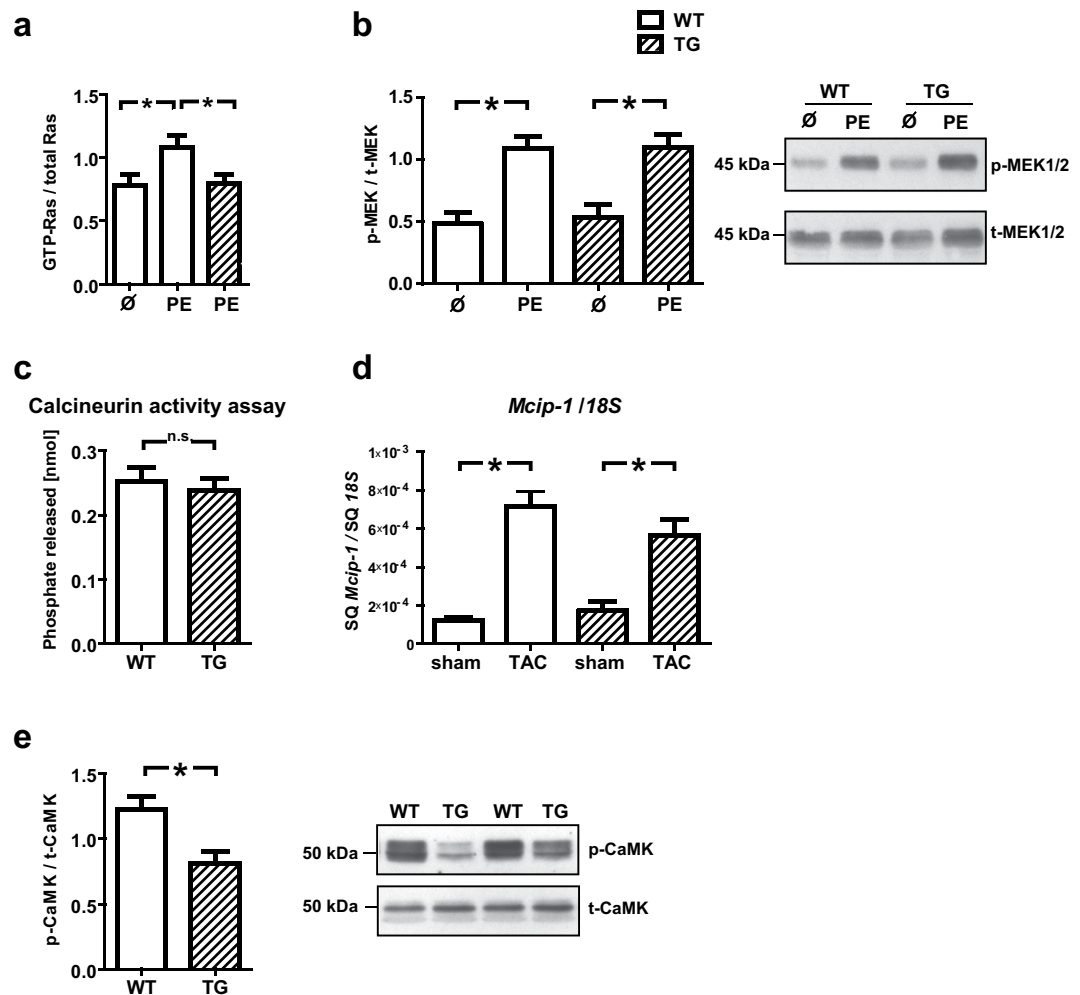 a
GTP-Ras / total Ras
1.5
1.0
0.5
0.0
*
*
Ø PE PE
b
WT
TG
p-MEK / t-MEK
1.5
1.0
0.5
0.0
*
*
Ø PE Ø PE
WT TG
Ø PE Ø PE
45 kDa
p-MEK1/2
45 kDa
t-MEK1/2
c
Calcineurin activity assay
Phosphate released [nmol]
0.3
0.2
0.1
0.0
n.s.
WT TG
d
Mcip-1 /18S
SQ Mcip-1 / SQ 18S
1×10⁻³
8×10⁻⁴
6×10⁻⁴
4×10⁻⁴
2×10⁻⁴
0
*
*
sham TAC sham TAC
e
p-CaMK / t-CaMK
1.5
1.0
0.5
0.0
*
WT TG
WT TG WT TG
50 kDa
p-CaMK
50 kDa
t-CaMK